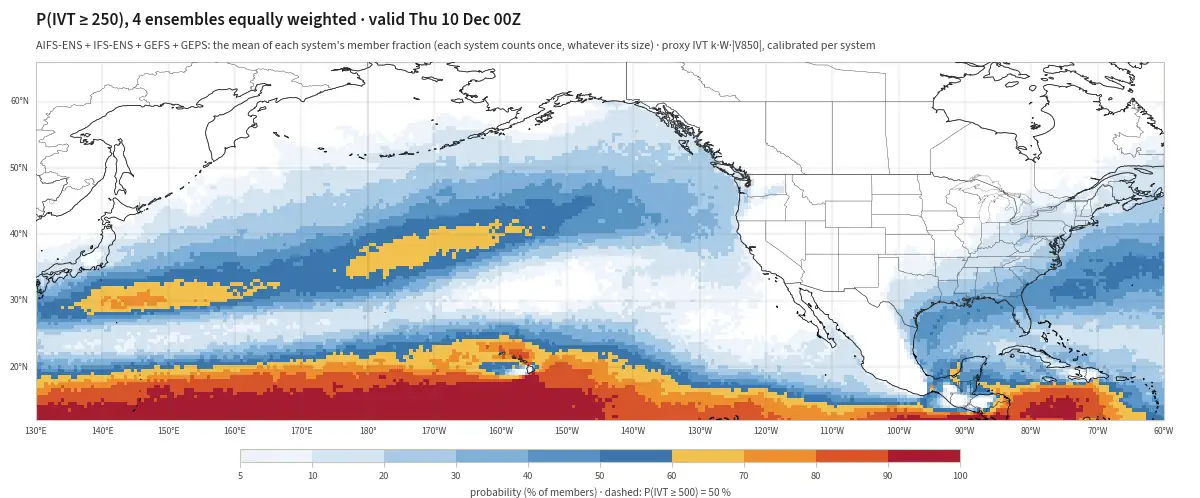 P(IVT ≥ 250), 4 ensembles equally weighted · valid Thu 10 Dec 00Z
AIFS-ENS + IFS-ENS + GEFS + GEPS: the mean of each system's member fraction (each system counts once, whatever its size) · proxy IVT k·W·|V850|, calibrated per system
60°N
50°N
40°N
30°N
20°N
130°E 140°E 150°E 160°E 170°E 180° 170°W 160°W 150°W 140°W 130°W 120°W 110°W 100°W 90°W 80°W 70°W 60°W
5 10 20 30 40 50 60 70 80 90 100
probability (% of members) · dashed: P(IVT ≥ 500) = 50 %